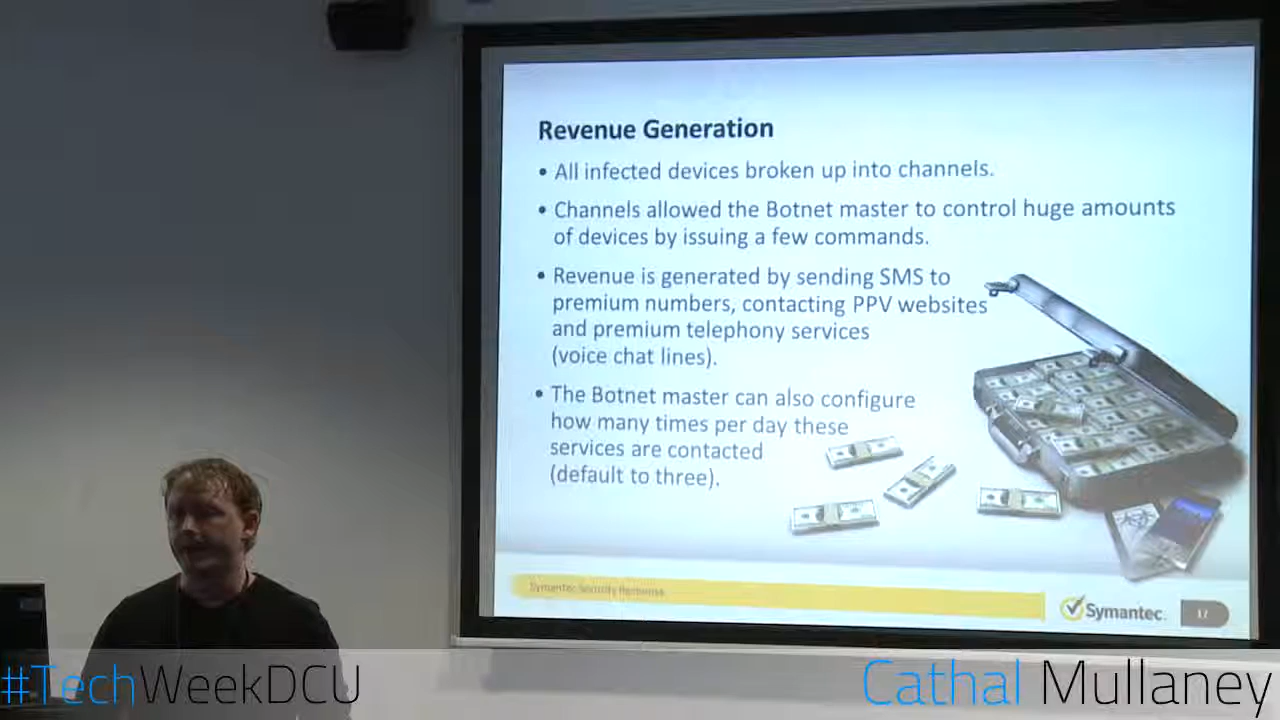 Revenue Generation
• All infected devices broken up into channels.
• Channels allowed the Botnet master to control huge amounts
of devices by issuing a few commands.
• Revenue is generated by sending SMS to
premium numbers, contacting PPV websites
and premium telephony services
(voice chat lines).
• The Botnet master can also configure
how many times per day these
services are contacted
(default to three).
Symantec Security Response
Symantec.
17
#TechWeekDCU
Cathal Mullaney